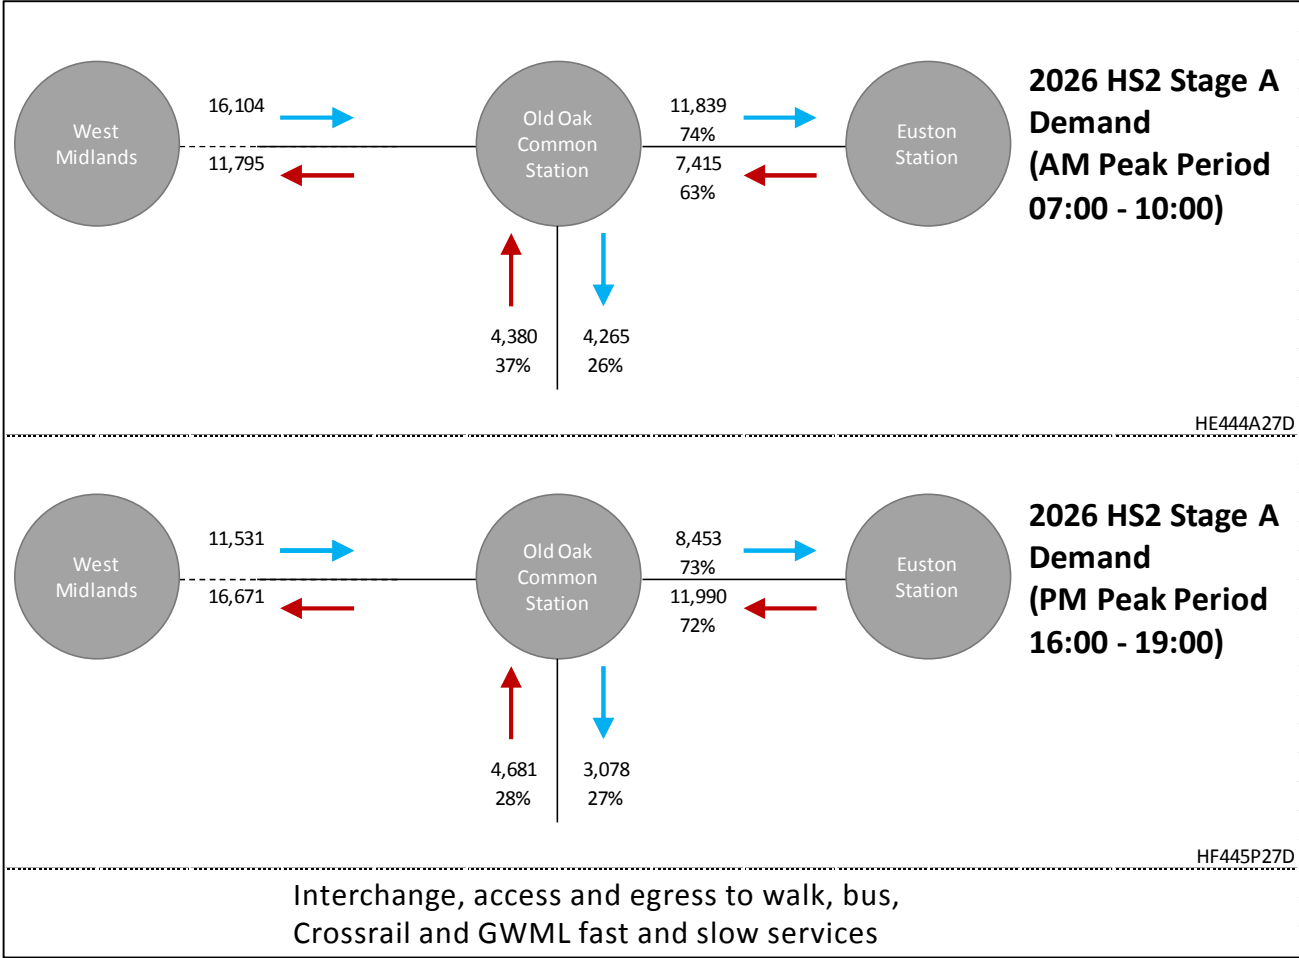 West
Midlands
16,104
11,795
Old Oak
Common
Station
11,839
74%
7,415
63%
Euston
Station
2026 HS2 Stage A
Demand
(AM Peak Period
07:00 - 10:00)
4,380
37%
4,265
26%
HE444A27D
West
Midlands
11,531
16,671
Old Oak
Common
Station
8,453
73%
11,990
72%
Euston
Station
2026 HS2 Stage A
Demand
(PM Peak Period
16:00 - 19:00)
4,681
28%
3,078
27%
HF445P27D
Interchange, access and egress to walk, bus,
Crossrail and GWML fast and slow services